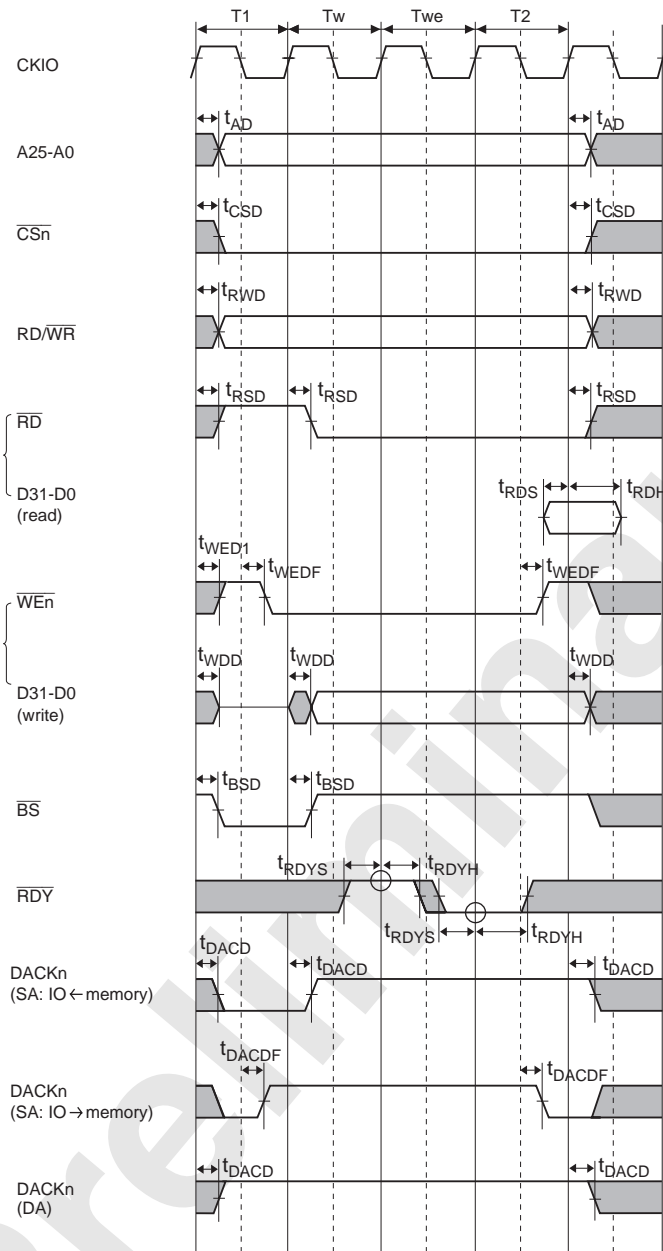 T1 Tw Twe T2
CKIO
tAD tAD
A25-A0
tCSD tCSD
CSn
tRWD tRWD
RD/WR
tRSD tRSD tRSD
RD
D31-D0
(read)
tRDS tRDH
tWED1
tWEDF tWEDF
WEn
tWDD tWDD tWDD
D31-D0
(write)
tBSD tBSD
BS
tRDYS tRDYH
RDY
tRDYS tRDYH
tDACD tDACD tDACD
DACKn
(SA: IO ← memory)
tDACDF tDACDF
DACKn
(SA: IO → memory)
tDACD tDACD
DACKn
(DA)
Preliminar